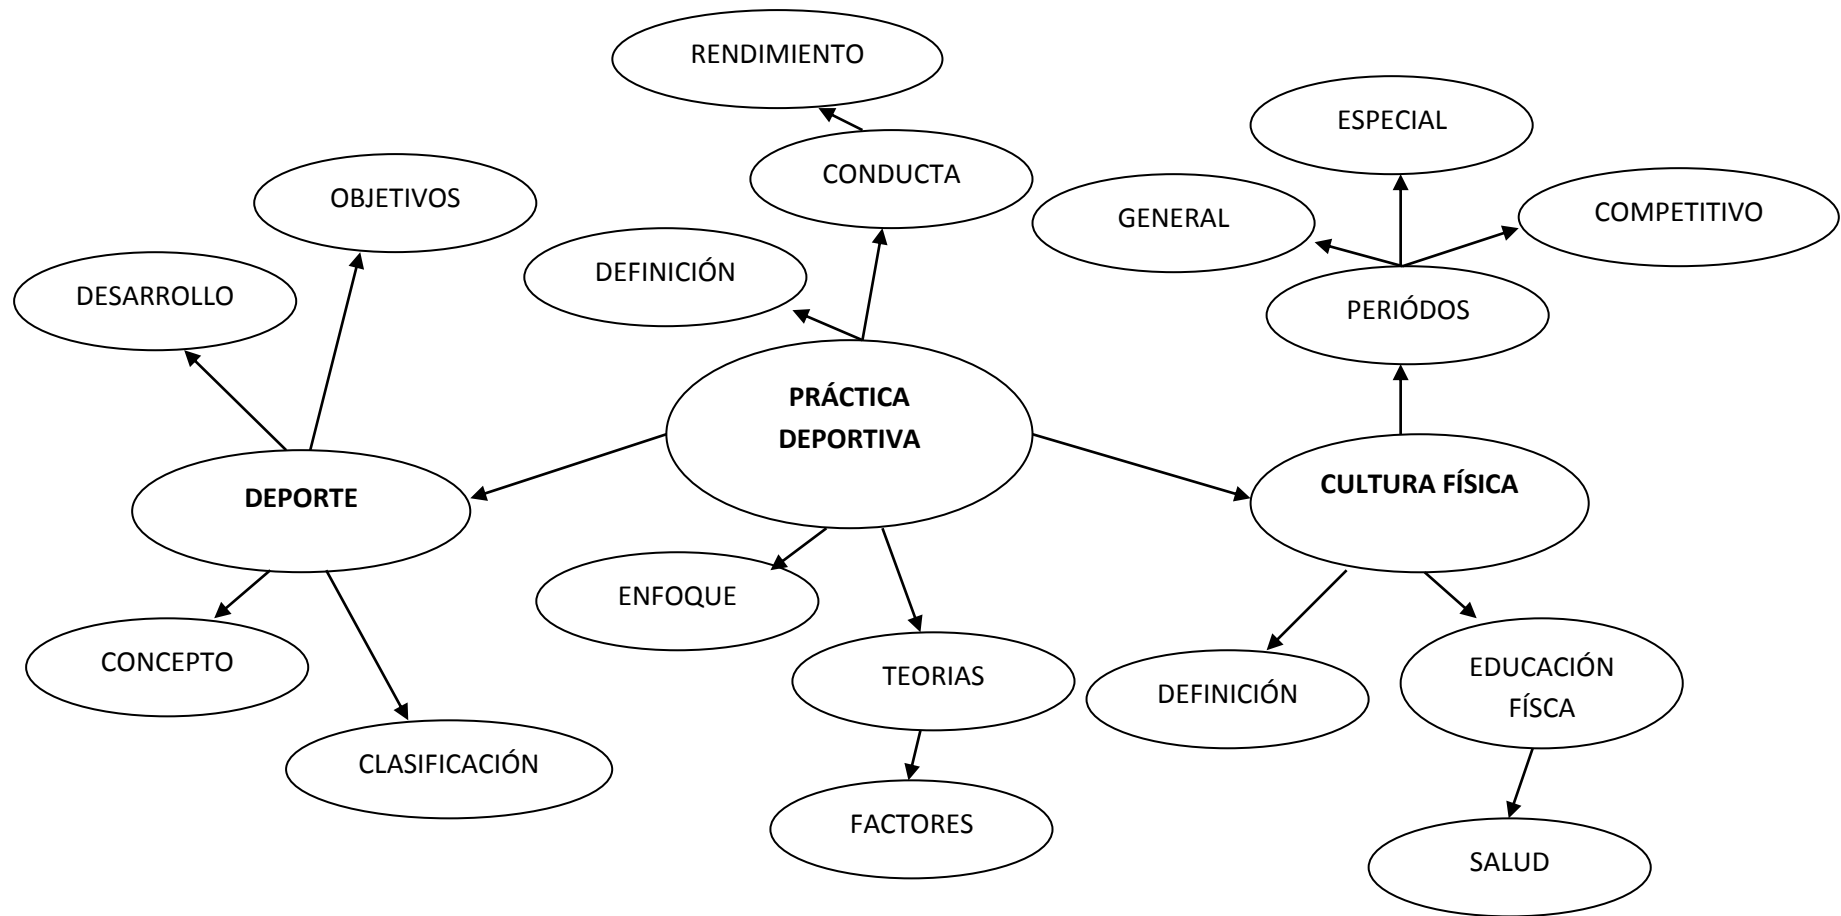 RENDIMIENTO
ESPECIAL
CONDUCTA
OBJETIVOS
GENERAL
COMPETITIVO
DEFINICIÓN
DESARROLLO
PERIÓDOS
PRÁCTICA
DEPORTIVA
DEPORTE
CULTURA FÍSICA
ENFOQUE
CONCEPTO
TEORIAS
DEFINICIÓN
EDUCACIÓN
FÍSCA
CLASIFICACIÓN
FACTORES
SALUD